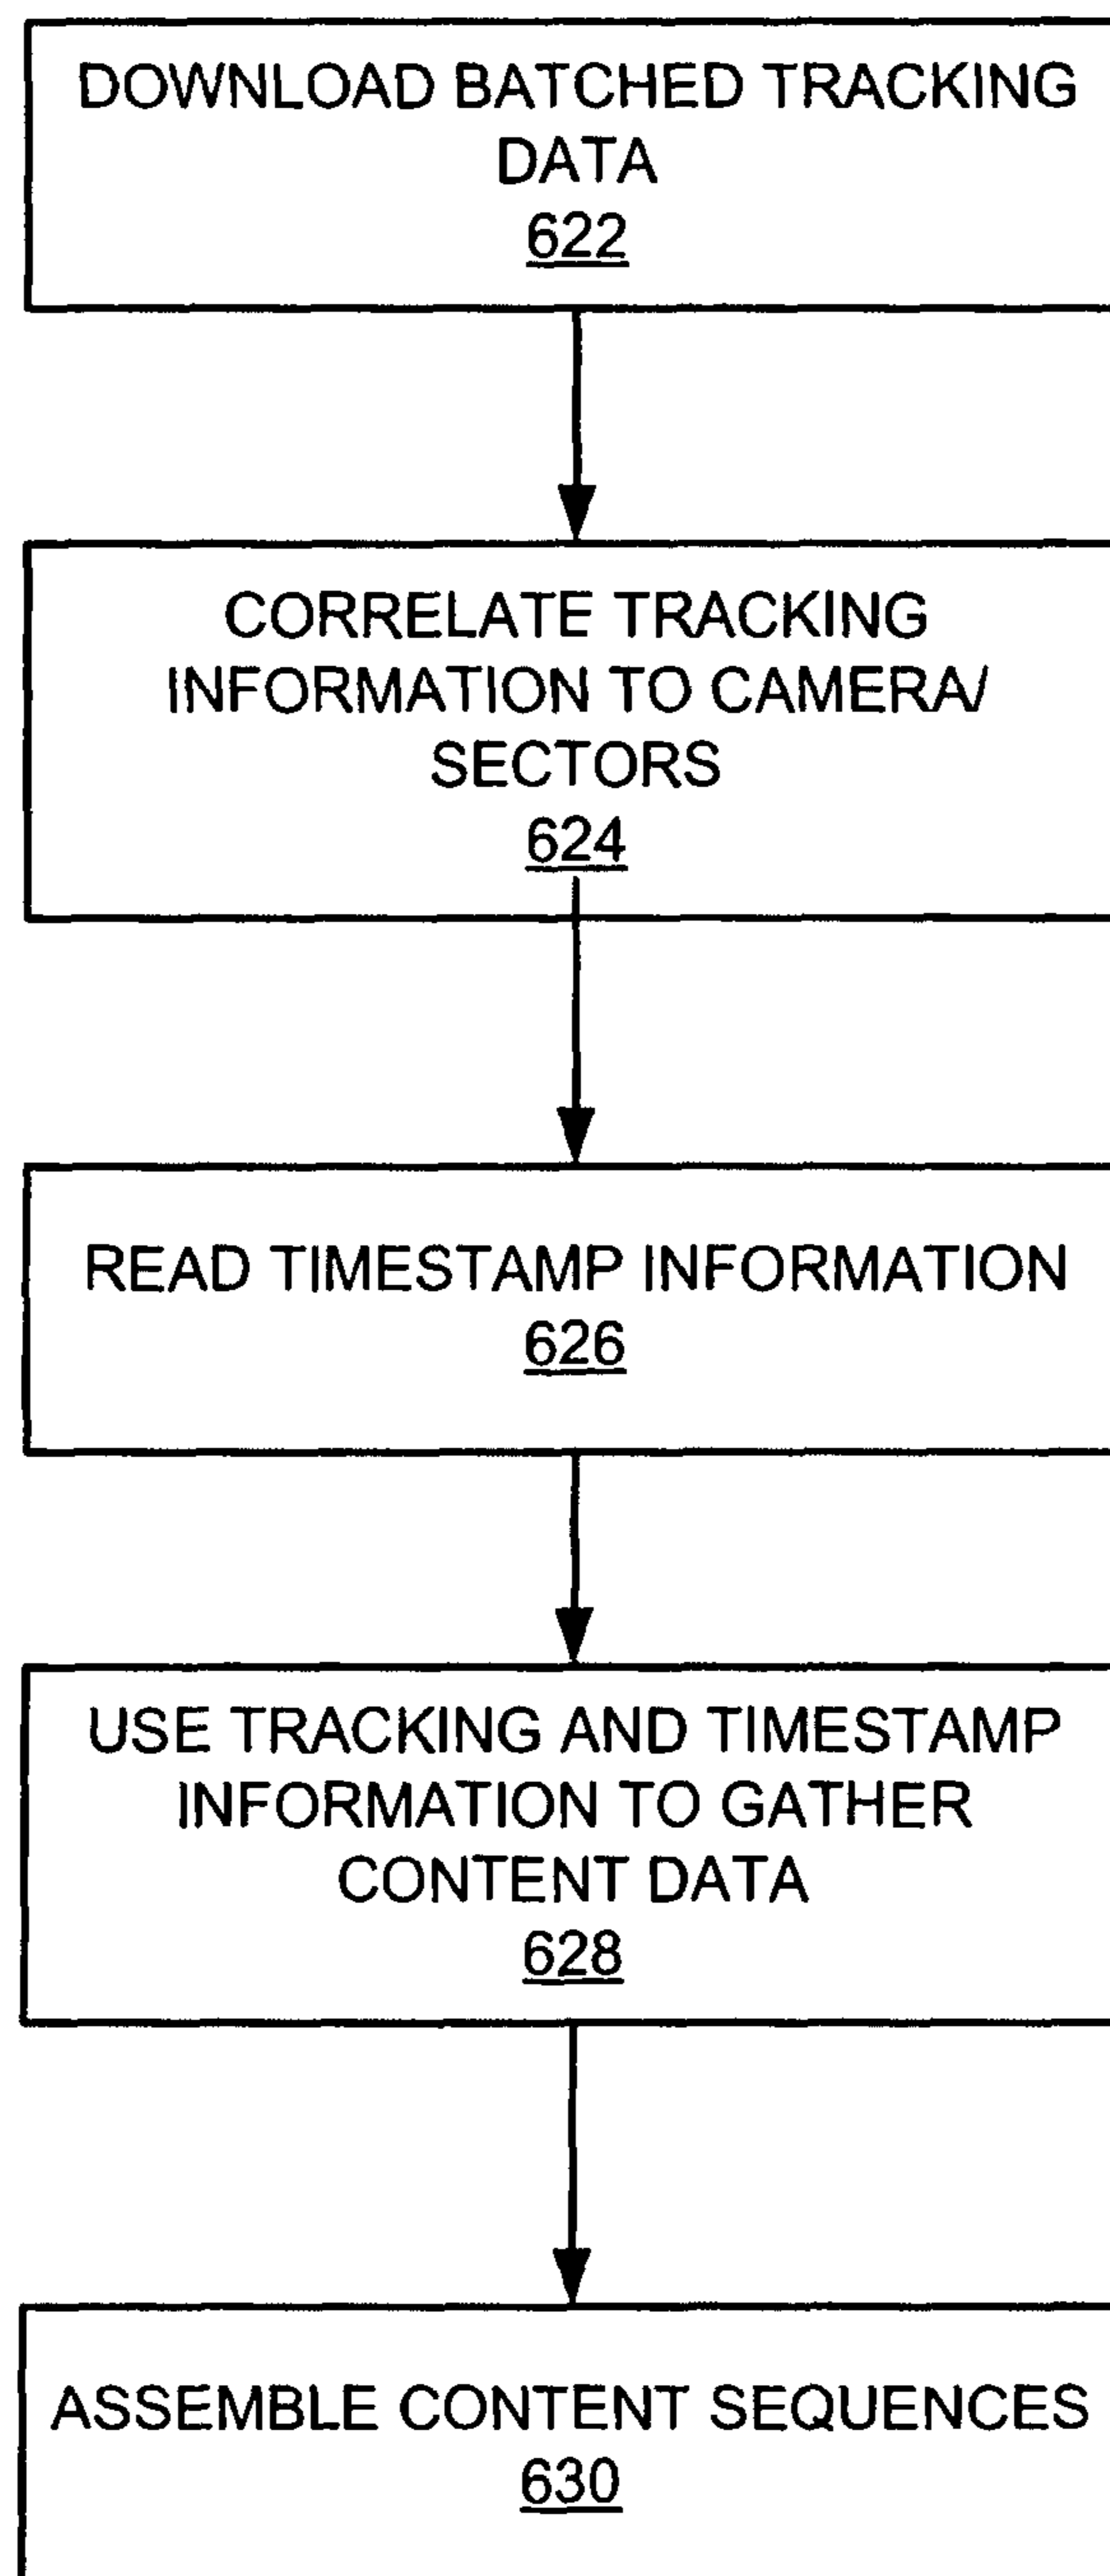 DOWNLOAD BATCHED TRACKING
DATA
622
CORRELATE TRACKING
INFORMATION TO CAMERA/
SECTORS
624
READ TIMESTAMP INFORMATION
626
USE TRACKING AND TIMESTAMP
INFORMATION TO GATHER
CONTENT DATA
628
ASSEMBLE CONTENT SEQUENCES
630